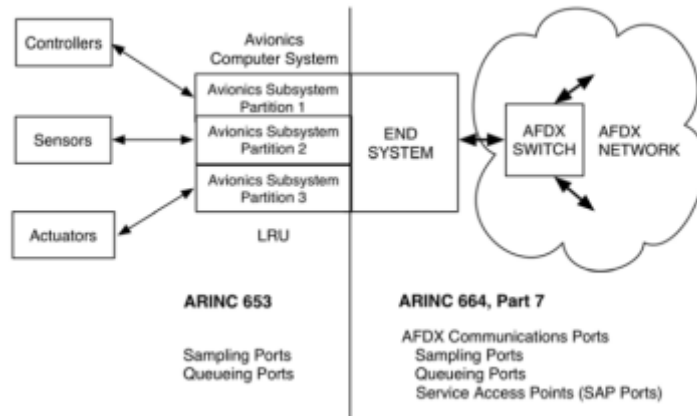 Controllers
Sensors
Actuators
Avionics
Computer System
Avionics Subsystem
Partition 1
Avionics Subsystem
Partition 2
Avionics Subsystem
Partition 3
LRU
END
SYSTEM
AFDX
SWITCH
AFDX
NETWORK
ARINC 653
Sampling Ports
Queueing Ports
ARINC 664, Part 7
AFDX Communications Ports
Sampling Ports
Queueing Ports
Service Access Points (SAP Ports)